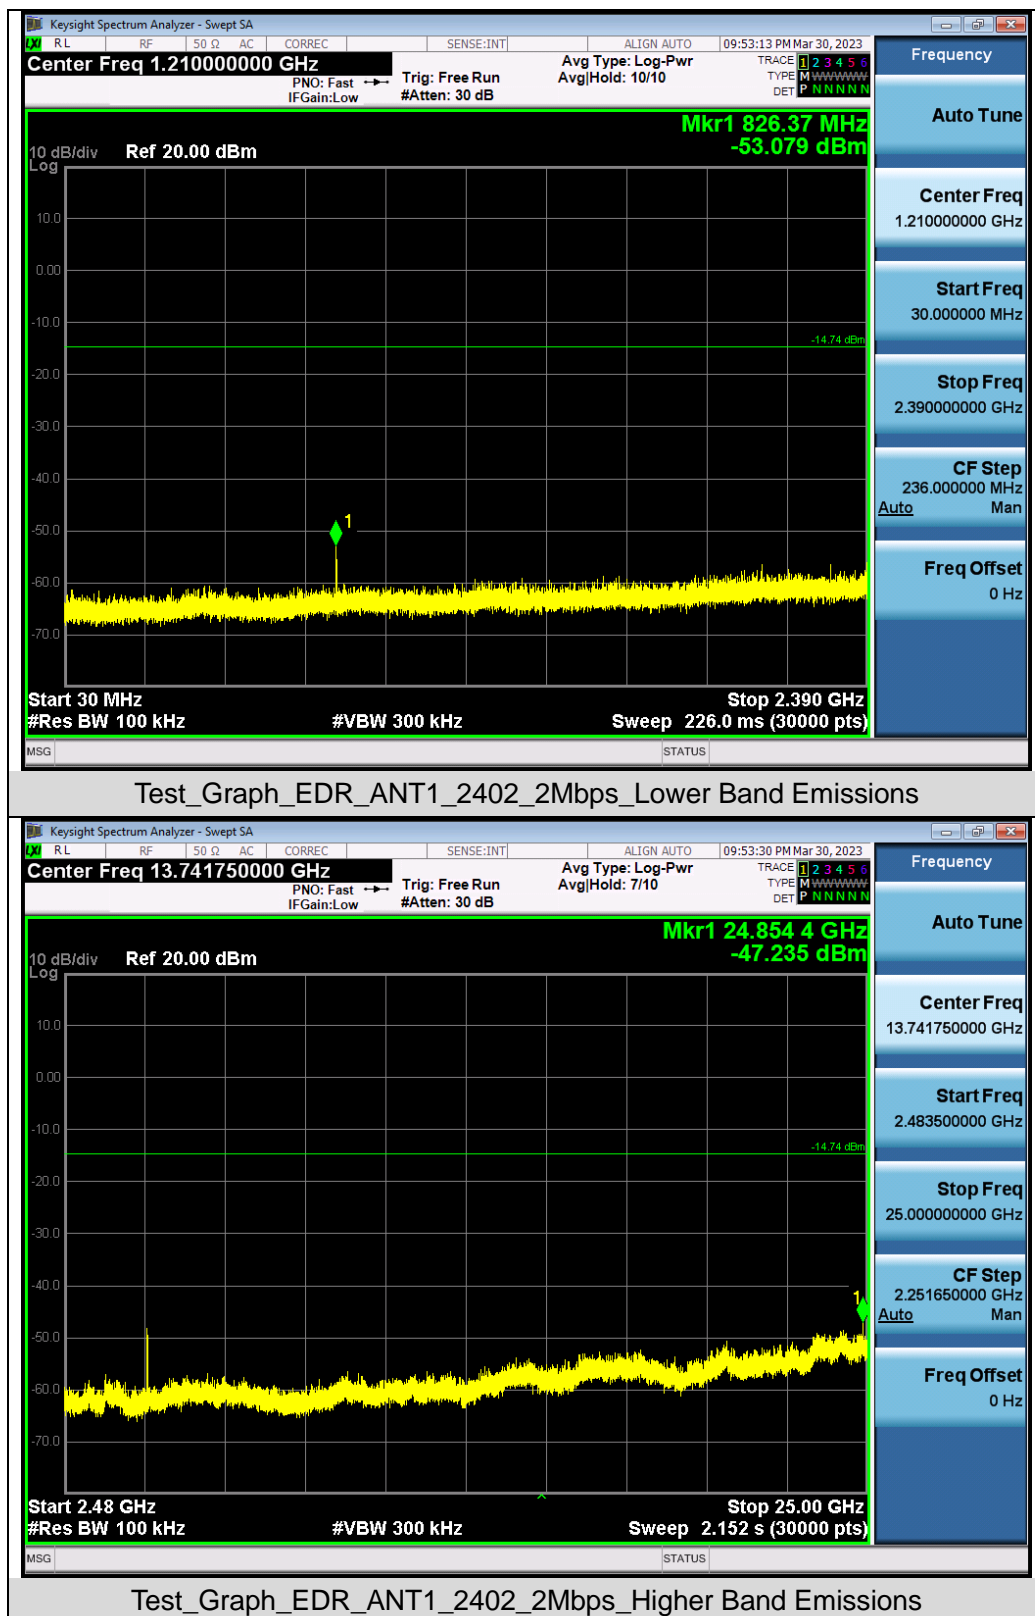 Keysight Spectrum Analyzer - Swept SA
LXI RL RF 50 Ω AC CORREC SENSE:INT ALIGN AUTO 09:53:13 PM Mar 30, 2023
Center Freq 1.210000000 GHz
PNO: Fast
IFGain:Low
Trig: Free Run
#Atten: 30 dB
Avg Type: Log-Pwr
Avg|Hold: 10/10
TRACE 1 2 3 4 5 6
TYPE M WWWWW
DET P N N N N N
Mkr1 826.37 MHz
-53.079 dBm
10 dB/div Ref 20.00 dBm
Log
10.0
0.00
-10.0
-14.74 dBm
-20.0
-30.0
-40.0
-50.0
1
-60.0
-70.0
Start 30 MHz Stop 2.390 GHz
#Res BW 100 kHz #VBW 300 kHz Sweep 226.0 ms (30000 pts)
MSG STATUS
Frequency
Auto Tune
Center Freq
1.210000000 GHz
Start Freq
30.000000 MHz
Stop Freq
2.390000000 GHz
CF Step
236.000000 MHz
Auto Man
Freq Offset
0 Hz
Test_Graph_EDR_ANT1_2402_2Mbps_Lower Band Emissions
Keysight Spectrum Analyzer - Swept SA
LXI RL RF 50 Ω AC CORREC SENSE:INT ALIGN AUTO 09:53:30 PM Mar 30, 2023
Center Freq 13.741750000 GHz
PNO: Fast
IFGain:Low
Trig: Free Run
#Atten: 30 dB
Avg Type: Log-Pwr
Avg|Hold: 7/10
TRACE 1 2 3 4 5 6
TYPE M WWWWW
DET P N N N N N
Mkr1 24.854 4 GHz
-47.235 dBm
10 dB/div Ref 20.00 dBm
Log
10.0
0.00
-10.0
-14.74 dBm
-20.0
-30.0
-40.0
1
-50.0
-60.0
-70.0
Start 2.48 GHz Stop 25.00 GHz
#Res BW 100 kHz #VBW 300 kHz Sweep 2.152 s (30000 pts)
MSG STATUS
Frequency
Auto Tune
Center Freq
13.741750000 GHz
Start Freq
2.483500000 GHz
Stop Freq
25.000000000 GHz
CF Step
2.251650000 GHz
Auto Man
Freq Offset
0 Hz
Test_Graph_EDR_ANT1_2402_2Mbps_Higher Band Emissions